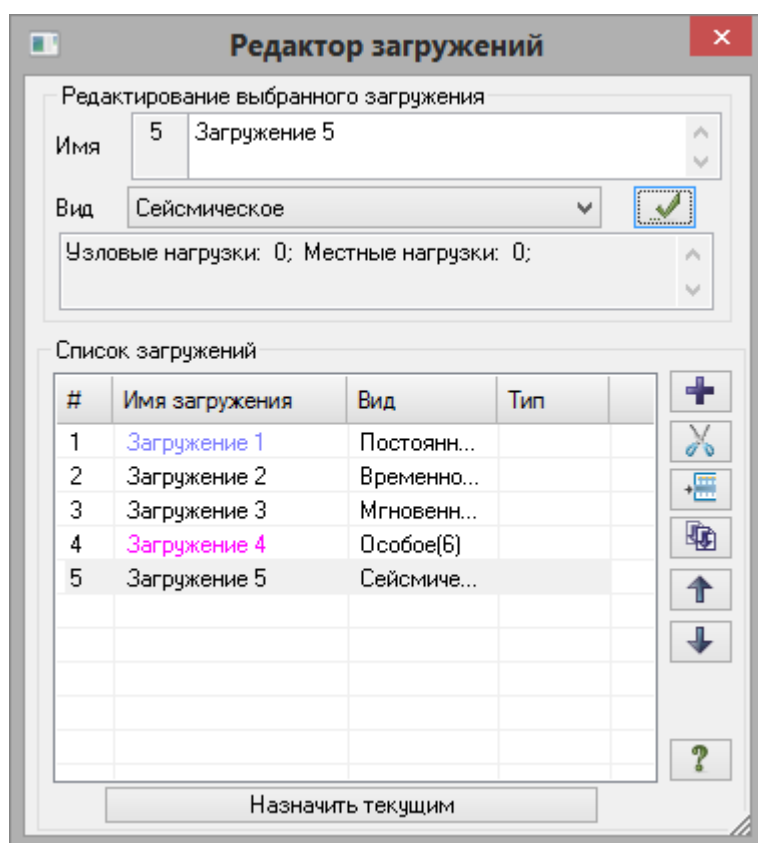 Редактор загружений
Редактирование выбранного загружения
Имя 5 Загружение 5
Вид Сейсмическое
Узловые нагрузки: 0; Местные нагрузки: 0;
Список загружений
# Имя загружения Вид Тип
1 Загружение 1 Постоянн...
2 Загружение 2 Временно...
3 Загружение 3 Мгновенн...
4 Загружение 4 Особое(6)
5 Загружение 5 Сейсмиче...
Назначить текущим